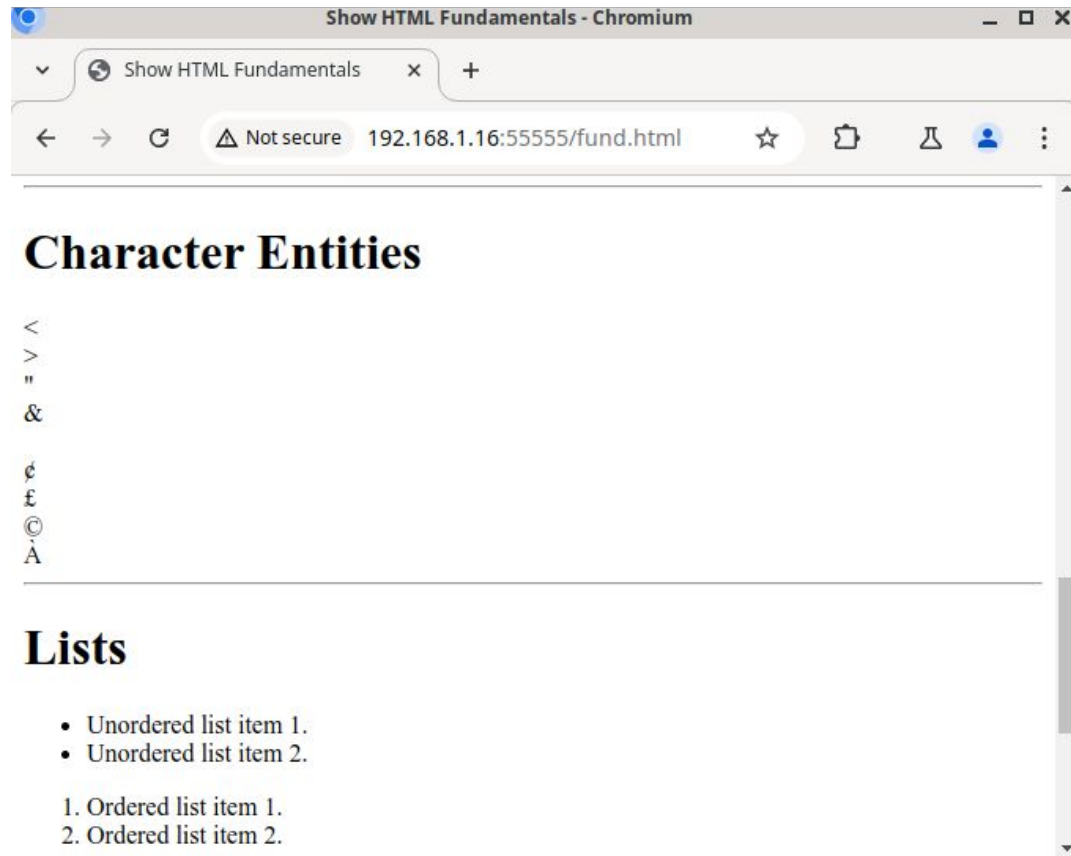 Show HTML Fundamentals - Chromium
Show HTML Fundamentals
Not secure 192.168.1.16:55555/fund.html
Character Entities
<
>
"
&
¢
£
©
À
Lists
• Unordered list item 1.
• Unordered list item 2.
1. Ordered list item 1.
2. Ordered list item 2.